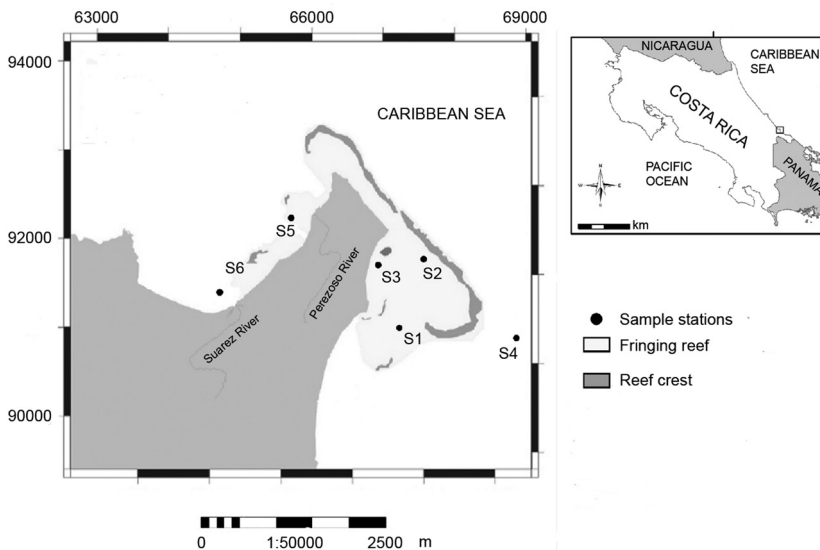 63000
66000
69000
94000
92000
90000
CARIBBEAN SEA
S5
S6
S3
S2
S1
S4
Perezoso River
Suarez River
0
1:50000
2500
m
NICARAGUA
CARIBBEAN
SEA
COSTA RICA
PACIFIC
OCEAN
PANAMA
N
W
E
S
km
Sample stations
Fringing reef
Reef crest